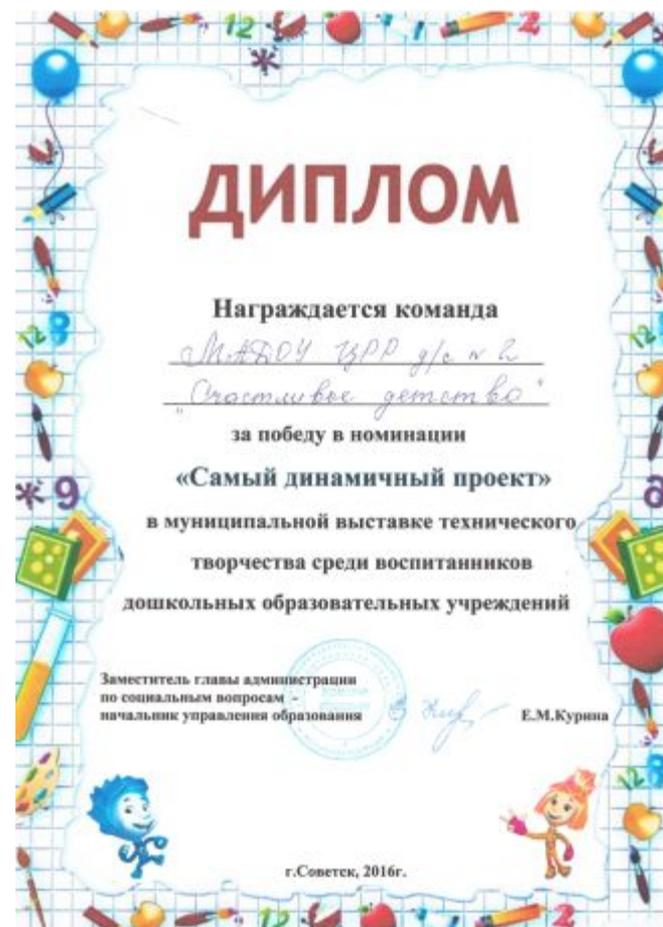 ДИПЛОМ
Награждается команда
МАДОУ ЦРР д/с № 2
"Счастливое детство"
за победу в номинации
«Самый динамичный проект»
в муниципальной выставке технического
творчества среди воспитанников
дошкольных образовательных учреждений
Заместитель главы администрации
по социальным вопросам -
начальник управления образования
Е.М.Курина
г.Советск, 2016г.